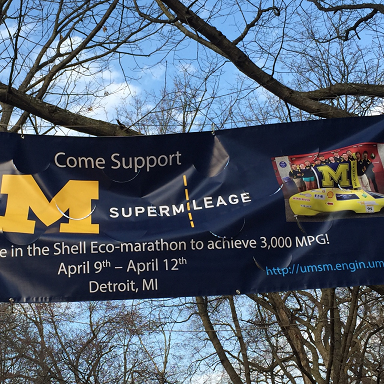 Come Support
M SUPERMILEAGE
e in the Shell Eco-marathon to achieve 3,000 MPG!
April 9th – April 12th
Detroit, MI
http://umsm.engin.um
M